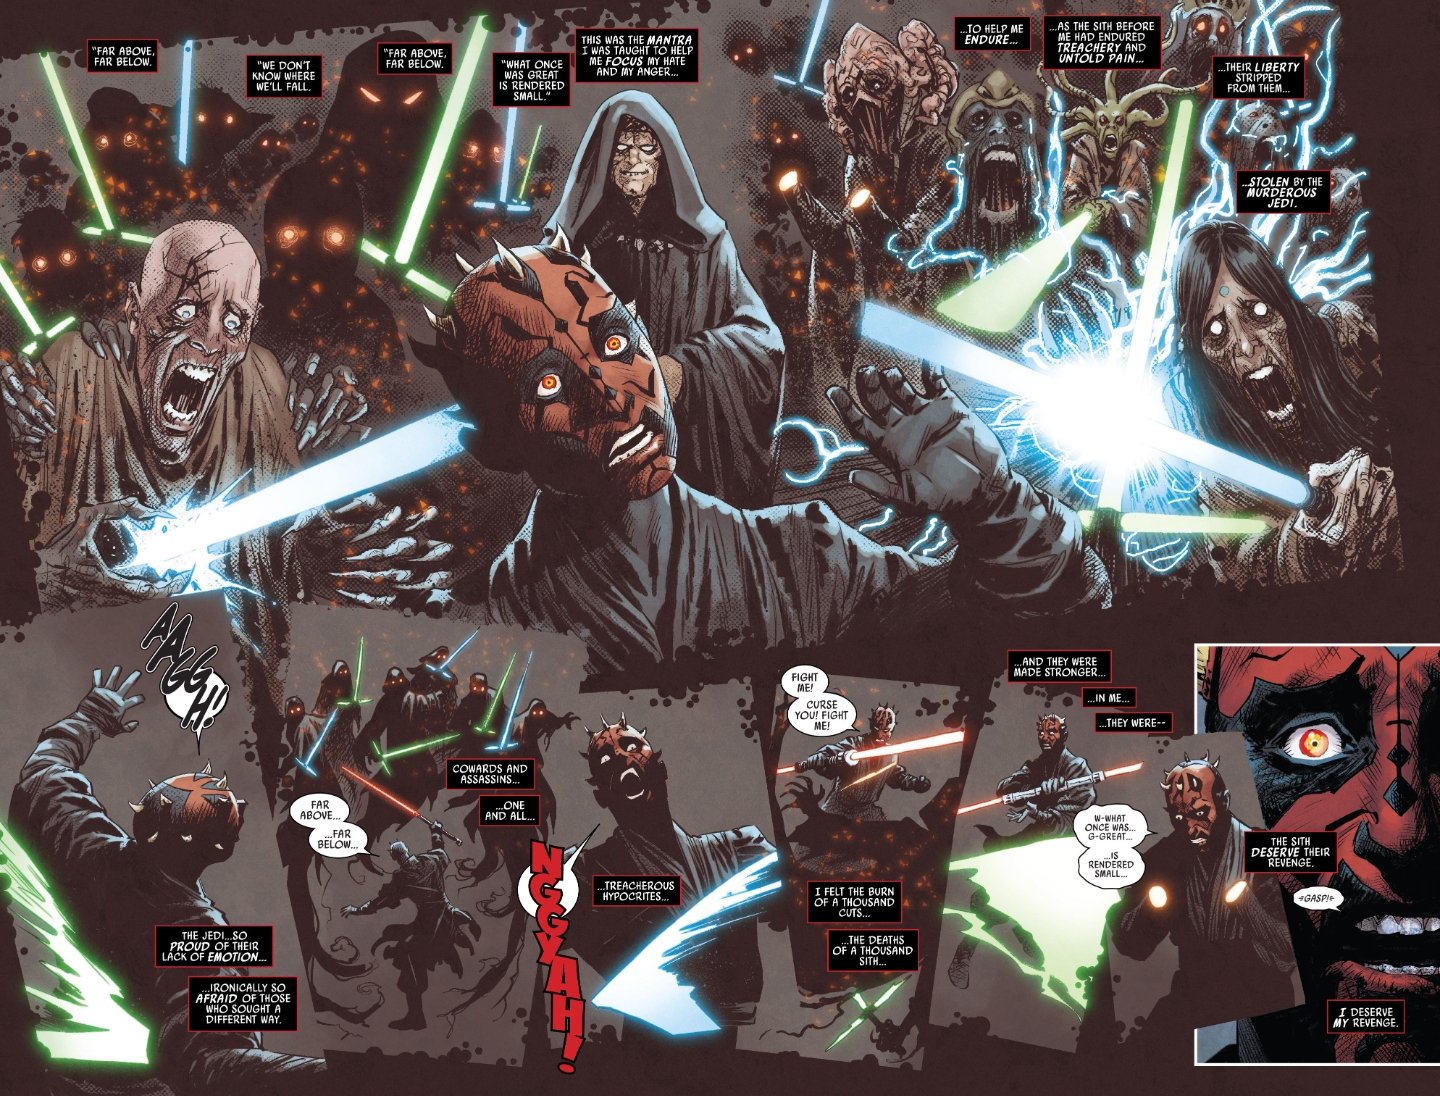 "FAR ABOVE,
FAR BELOW.
"WE DON'T
KNOW WHERE
WE'LL FALL.
"FAR ABOVE,
FAR BELOW.
"WHAT ONCE
WAS GREAT
IS RENDERED
SMALL."
THIS WAS THE MANTRA
I WAS TAUGHT TO HELP
ME FOCUS MY HATE
AND MY ANGER...
...TO HELP ME
ENDURE...
...AS THE SITH BEFORE
ME HAD ENDURED
TREACHERY AND
UNTOLD PAIN...
...THEIR LIBERTY
STRIPPED
FROM THEM...
...STOLEN BY THE
MURDEROUS
JEDI.
AAGGH!
THE JEDI...SO
PROUD OF THEIR
LACK OF EMOTION...
...IRONICALLY SO
AFRAID OF THOSE
WHO SOUGHT A
DIFFERENT WAY.
FAR
ABOVE...
...FAR
BELOW...
COWARDS AND
ASSASSINS...
...ONE
AND ALL...
NGGYAH!
...TREACHEROUS
HYPOCRITES...
FIGHT
ME!
CURSE
YOU! FIGHT
ME!
I FELT THE BURN
OF A THOUSAND
CUTS...
...THE DEATHS
OF A THOUSAND
SITH...
...AND THEY WERE
MADE STRONGER...
...IN ME...
...THEY WERE--
W-WHAT
ONCE WAS...
G-GREAT...
...IS
RENDERED
SMALL...
THE SITH
DESERVE THEIR
REVENGE.
*GASP!*
I DESERVE
MY REVENGE.